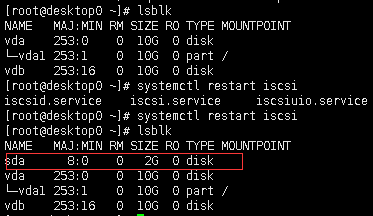 [root@desktop0 ~]# lsblk
NAME   MAJ:MIN RM SIZE RO TYPE MOUNTPOINT
vda    253:0    0  10G  0 disk
└─vda1 253:1    0  10G  0 part /
vdb    253:16   0  10G  0 disk
[root@desktop0 ~]# systemctl restart iscsi
iscsid.service    iscsi.service    iscsiuio.service
[root@desktop0 ~]# systemctl restart iscsi
[root@desktop0 ~]# lsblk
NAME   MAJ:MIN RM SIZE RO TYPE MOUNTPOINT
sda      8:0    0   2G  0 disk
vda    253:0    0  10G  0 disk
└─vda1 253:1    0  10G  0 part /
vdb    253:16   0  10G  0 disk